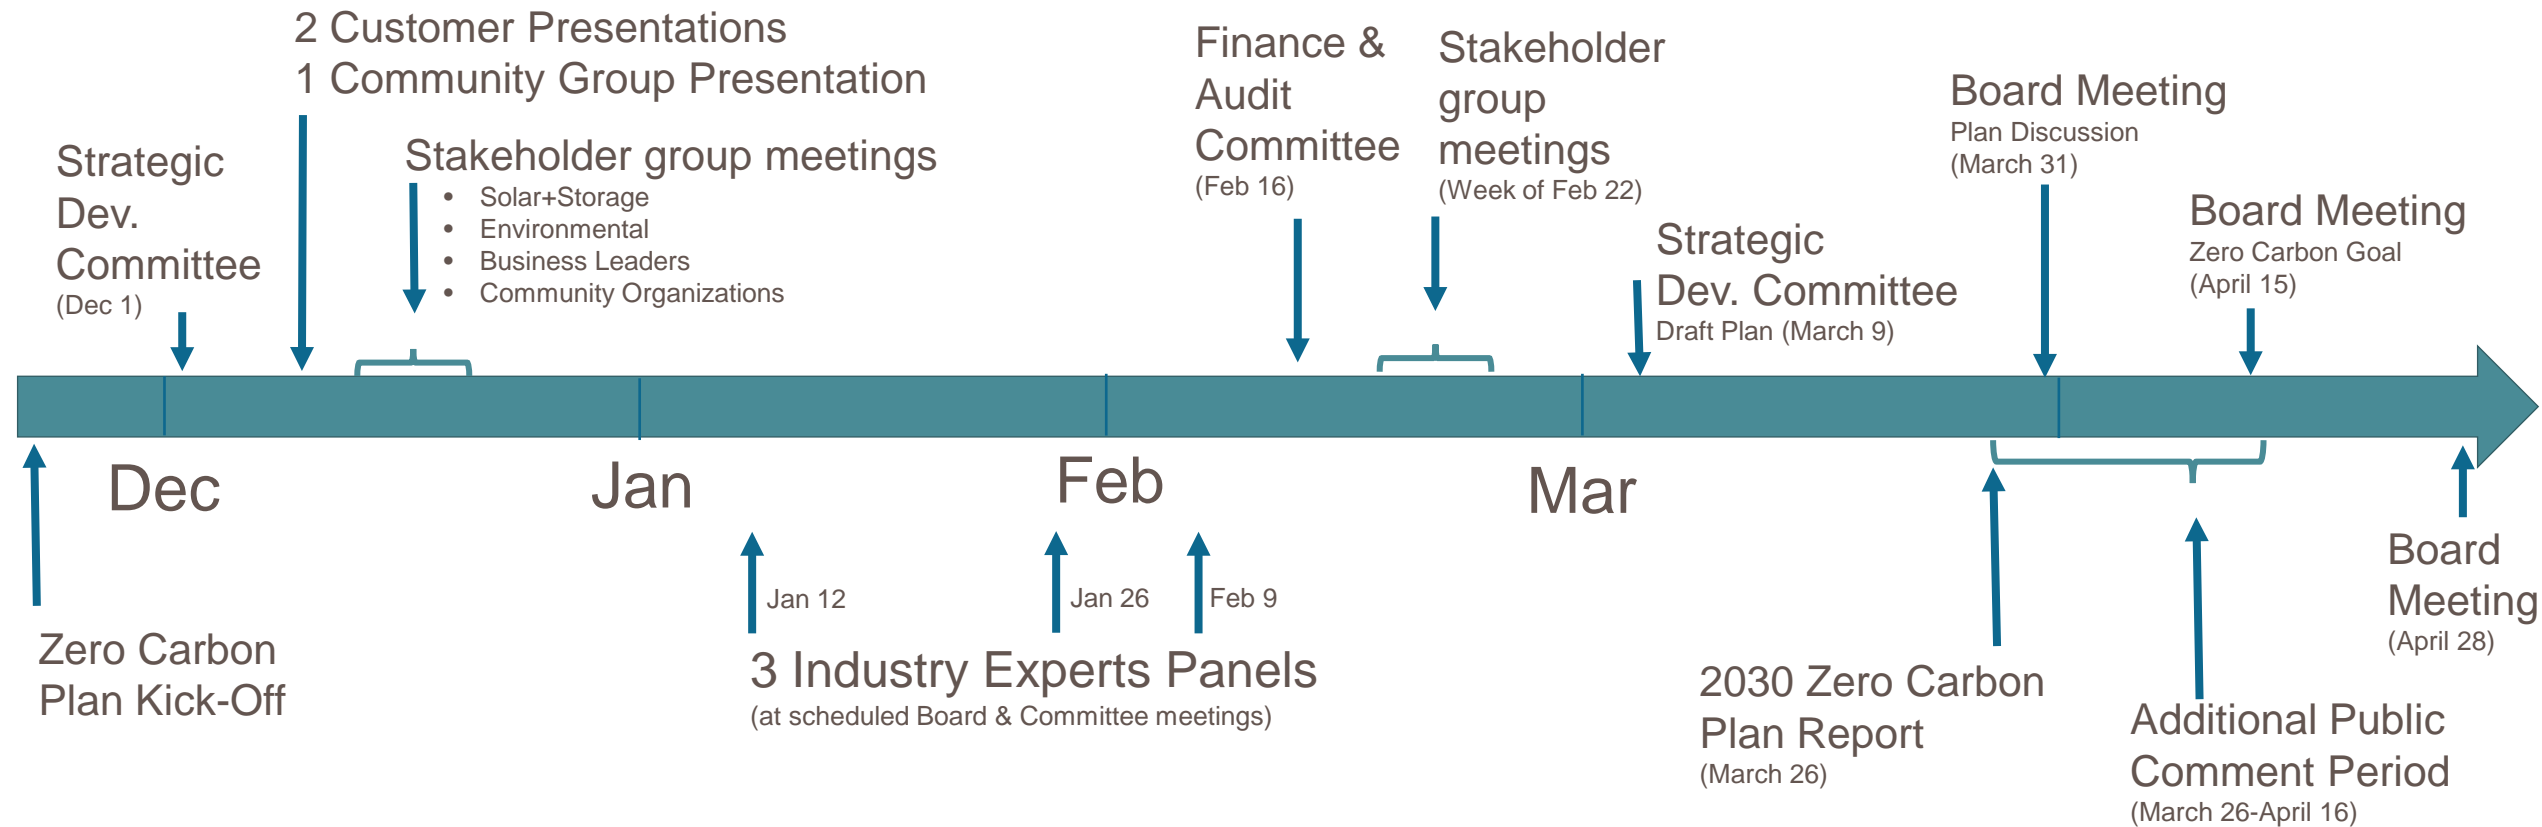 2 Customer Presentations
1 Community Group Presentation
Strategic
Dev.
Committee
(Dec 1)
Stakeholder group meetings
• Solar+Storage
• Environmental
• Business Leaders
• Community Organizations
Finance &
Audit
Committee
(Feb 16)
Stakeholder
group
meetings
(Week of Feb 22)
Strategic
Dev. Committee
Draft Plan (March 9)
Board Meeting
Plan Discussion
(March 31)
Board Meeting
Zero Carbon Goal
(April 15)
Dec
Jan
Feb
Mar
Zero Carbon
Plan Kick-Off
Jan 12
Jan 26
Feb 9
3 Industry Experts Panels
(at scheduled Board & Committee meetings)
2030 Zero Carbon
Plan Report
(March 26)
Additional Public
Comment Period
(March 26-April 16)
Board
Meeting
(April 28)